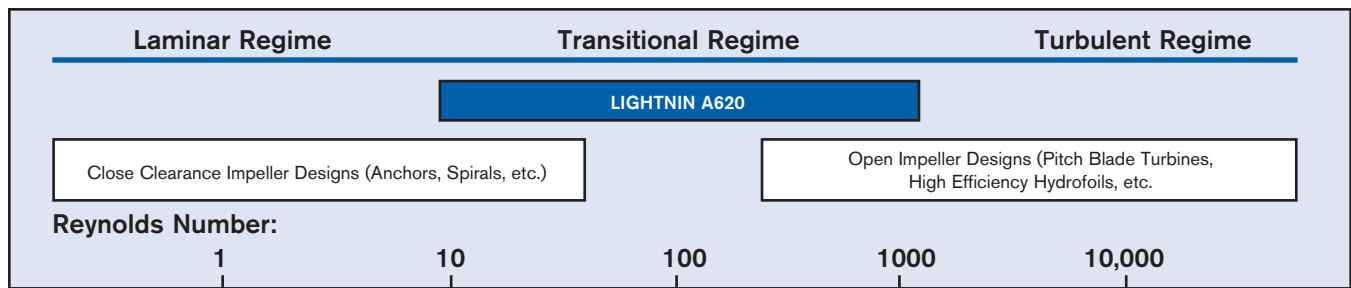 Laminar Regime Transitional Regime Turbulent Regime
LIGHTNIN A620
Close Clearance Impeller Designs (Anchors, Spirals, etc.)
Open Impeller Designs (Pitch Blade Turbines,
High Efficiency Hydrofoils, etc.
Reynolds Number:
1 10 100 1000 10,000